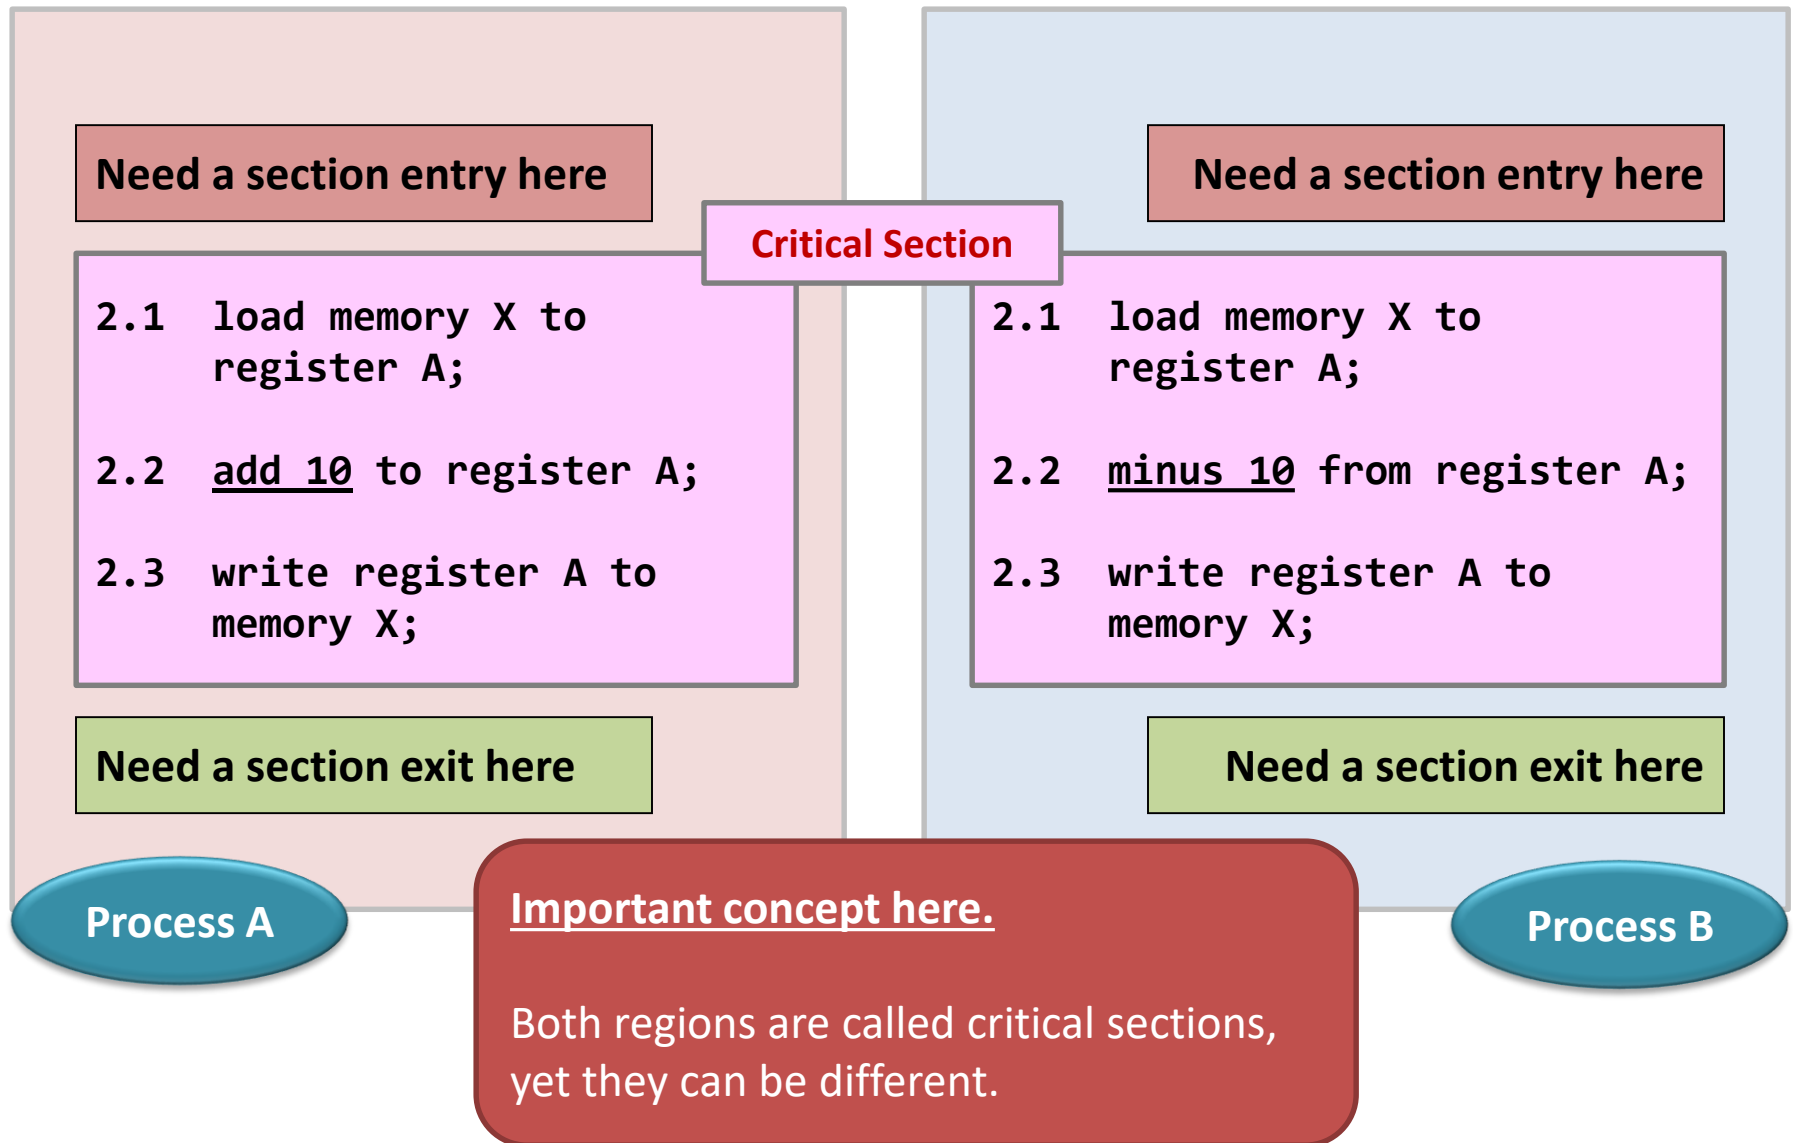 Need a section entry here
Need a section entry here
Critical Section
2.1 load memory X to
register A;
2.2 add 10 to register A;
2.3 write register A to
memory X;
2.1 load memory X to
register A;
2.2 minus 10 from register A;
2.3 write register A to
memory X;
Need a section exit here
Need a section exit here
Process A
Process B
Important concept here.
Both regions are called critical sections,
yet they can be different.